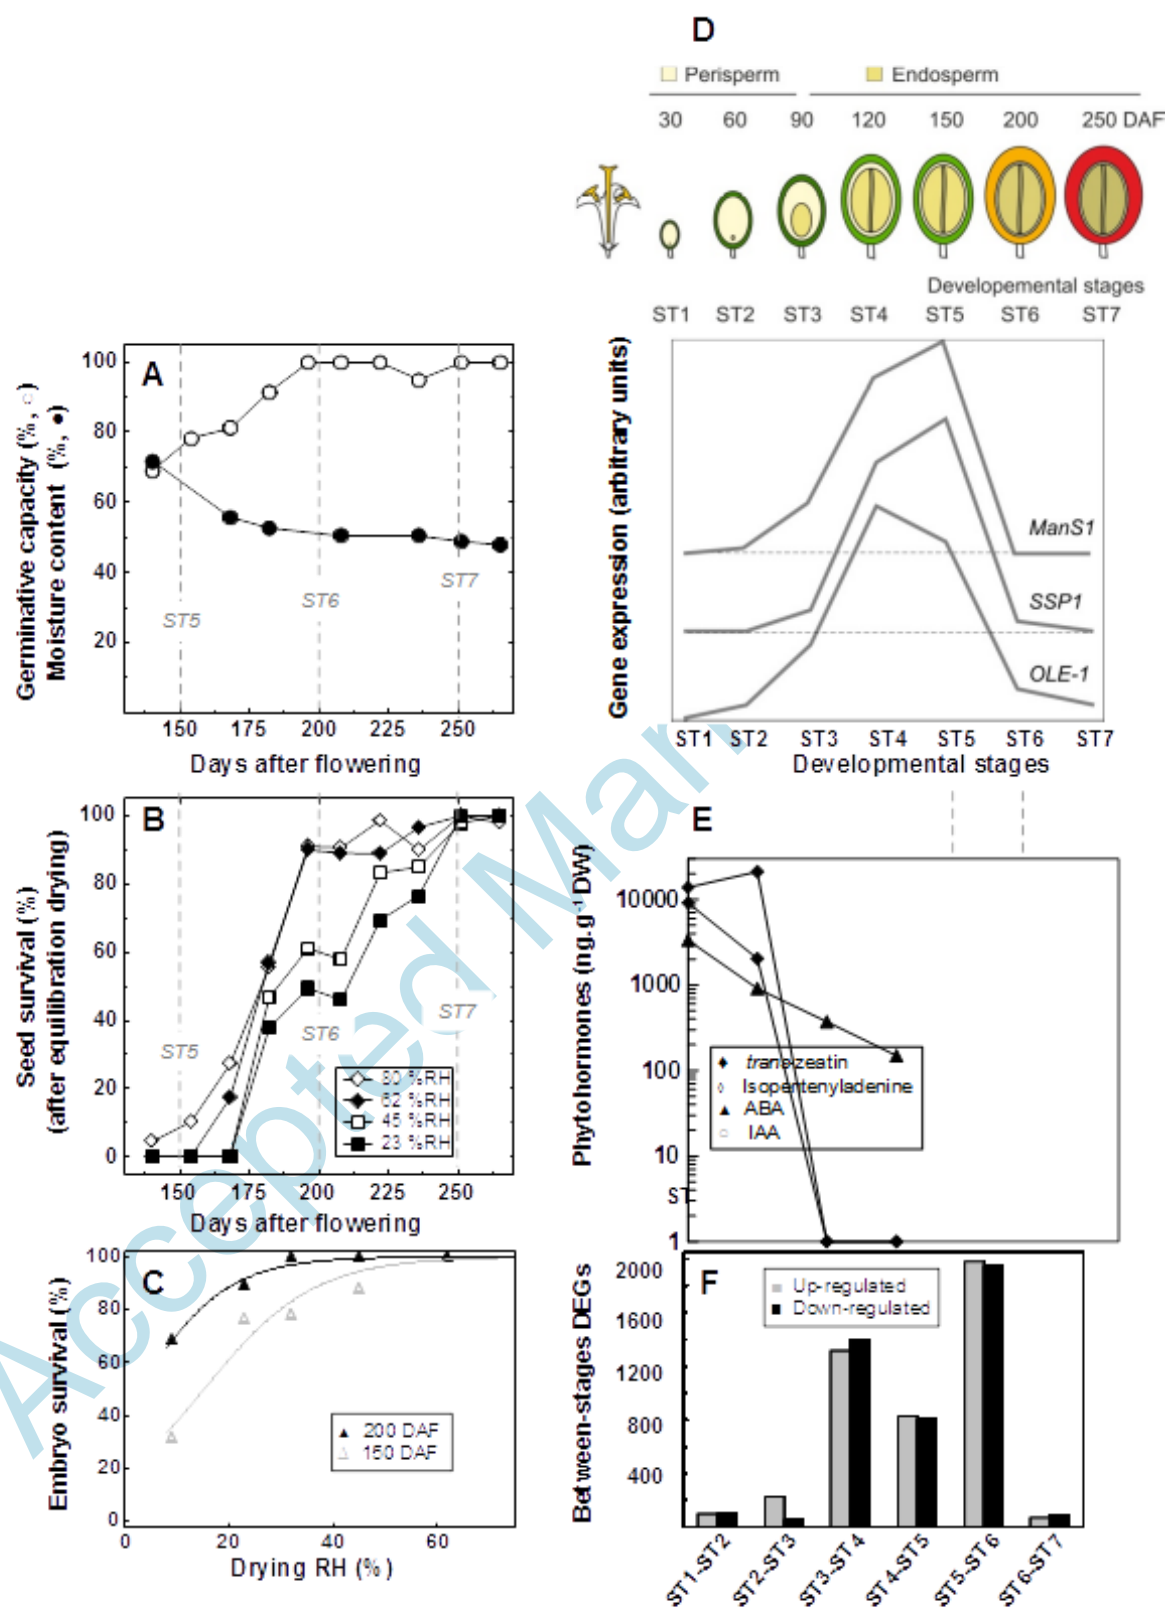 D
Perisperm
Endosperm
30 60 90 120 150 200 250 DAF
Developemental stages
ST1 ST2 ST3 ST4 ST5 ST6 ST7
Gene expression (arbitrary units)
ManS1
SSP1
OLE-1
ST1 ST2 ST3 ST4 ST5 ST6 ST7
Developmental stages
A
Germinative capacity (%, ○)
Moisture content (%, ●)
100
80
60
40
20
ST5
ST6
ST7
150 175 200 225 250
Days after flowering
B
Seed survival (%)
(after equilibration drying)
100
80
60
40
20
0
ST5
ST6
ST7
80 %RH
62 %RH
45 %RH
23 %RH
150 175 200 225 250
Days after flowering
C
Embryo survival (%)
100
80
60
40
20
0
200 DAF
150 DAF
0 20 40 60
Drying RH (%)
E
Phytohormones (ng.g-1DW)
10000
1000
100
10
1
ST
trans-zeatin
Isopentenyladenine
ABA
IAA
F
Between-stages DEGs
2000
1600
1200
800
400
Up-regulated
Down-regulated
ST1-ST2 ST2-ST3 ST3-ST4 ST4-ST5 ST5-ST6 ST6-ST7
Accepted Man